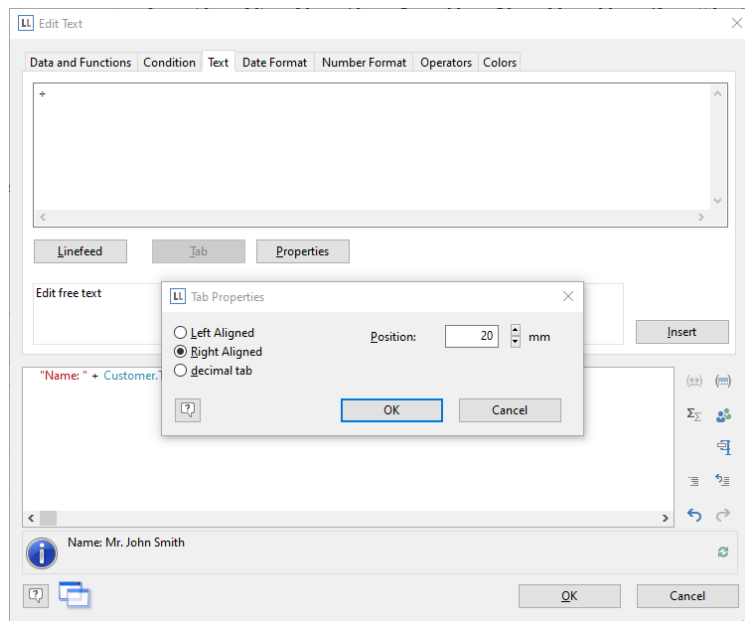 LL Edit Text
Data and Functions Condition Text Date Format Number Format Operators Colors
÷
Linefeed Tab Properties
Edit free text
LL Tab Properties
Left Aligned
Position: 20 mm
Right Aligned
decimal tab
OK Cancel
Insert
"Name: " + Customer.
Name: Mr. John Smith
OK Cancel